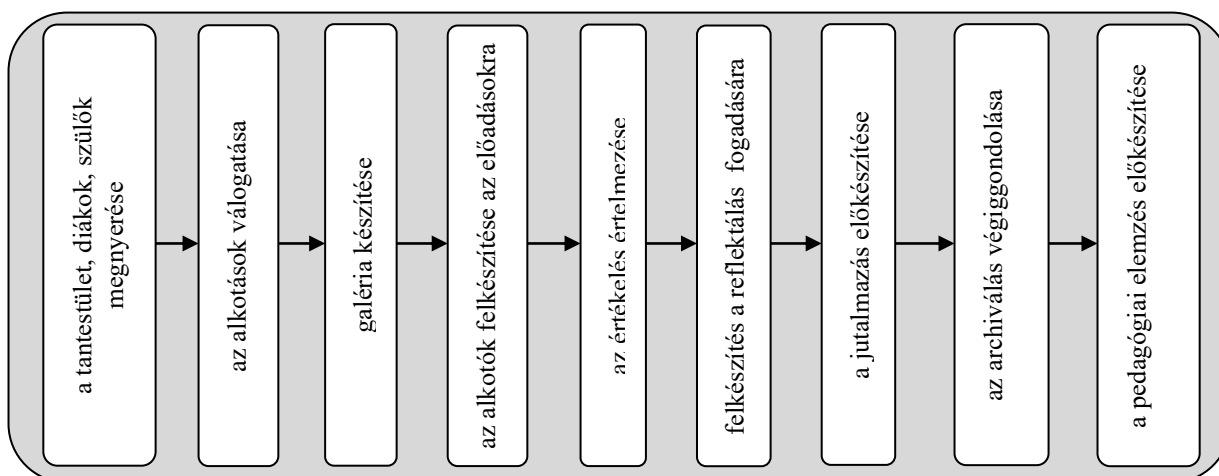 a tantestület, diákok, szülők
megnyerése
az alkotások válogatása
galéria készítése
az alkotók felkészítése az előadásokra
az értékelés értelmezése
felkészítés a reflektálás fogadására
a jutalmazás előkészítése
az archiválás végiggondolása
a pedagógiai elemzés előkészítése